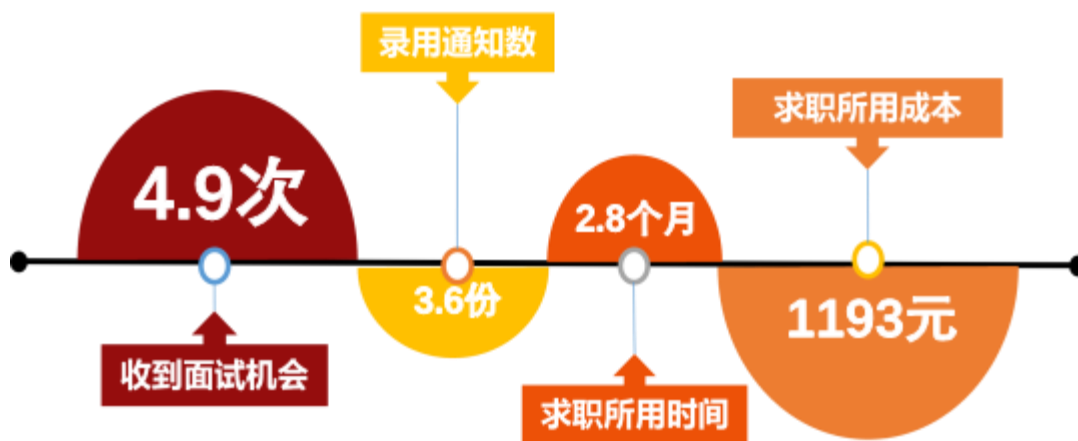 录用通知数
求职所用成本
4.9次
2.8个月
3.6份
1193元
收到面试机会
求职所用时间